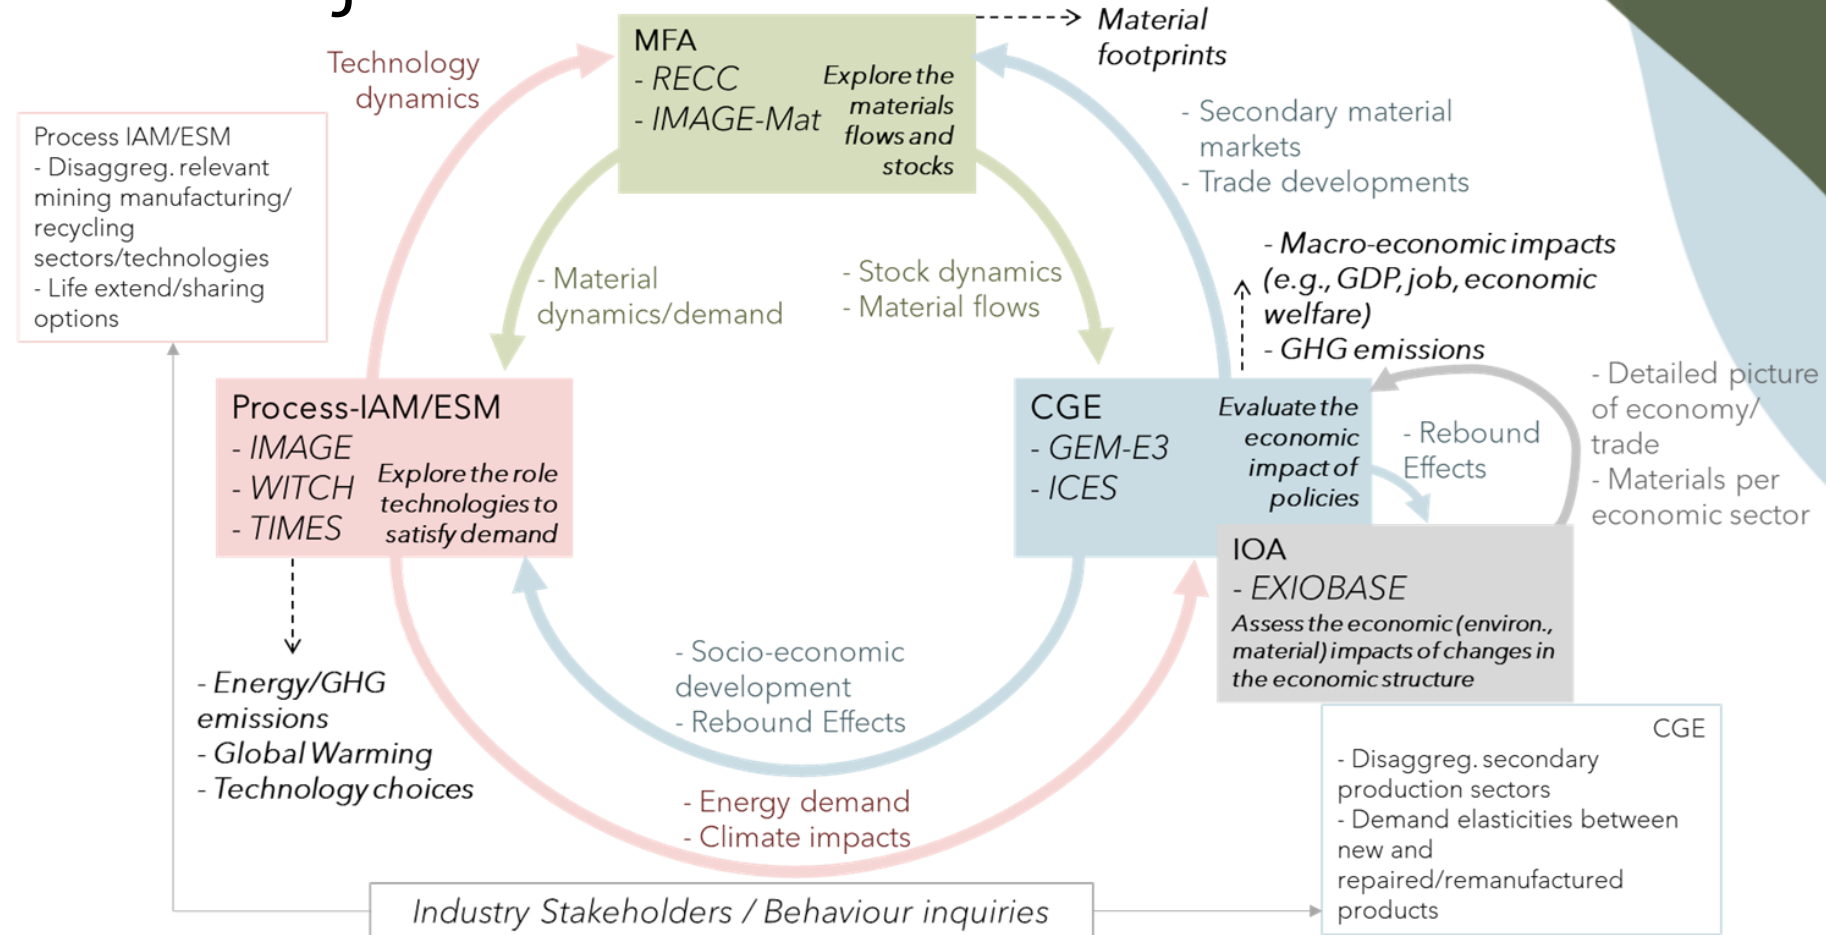 MFA
- RECC
- IMAGE-Mat
Explore the
materials
flows and
stocks
Material
footprints
Technology
dynamics
- Secondary material
markets
- Trade developments
Process IAM/ESM
- Disaggreg. relevant
mining manufacturing/
recycling
sectors/technologies
- Life extend/sharing
options
- Material
dynamics/demand
- Stock dynamics
- Material flows
- Macro-economic impacts
(e.g., GDP, job, economic
welfare)
- GHG emissions
Process-IAM/ESM
- IMAGE
- WITCH
- TIMES
Explore the role
technologies to
satisfy demand
CGE
- GEM-E3
- ICES
Evaluate the
economic
impact of
policies
- Rebound
Effects
- Detailed picture
of economy/
trade
- Materials per
economic sector
IOA
- EXIOBASE
Assess the economic (environ.,
material) impacts of changes in
the economic structure
- Energy/GHG
emissions
- Global Warming
- Technology choices
- Socio-economic
development
- Rebound Effects
- Energy demand
- Climate impacts
CGE
- Disaggreg. secondary
production sectors
- Demand elasticities between
new and
repaired/remanufactured
products
Industry Stakeholders / Behaviour inquiries